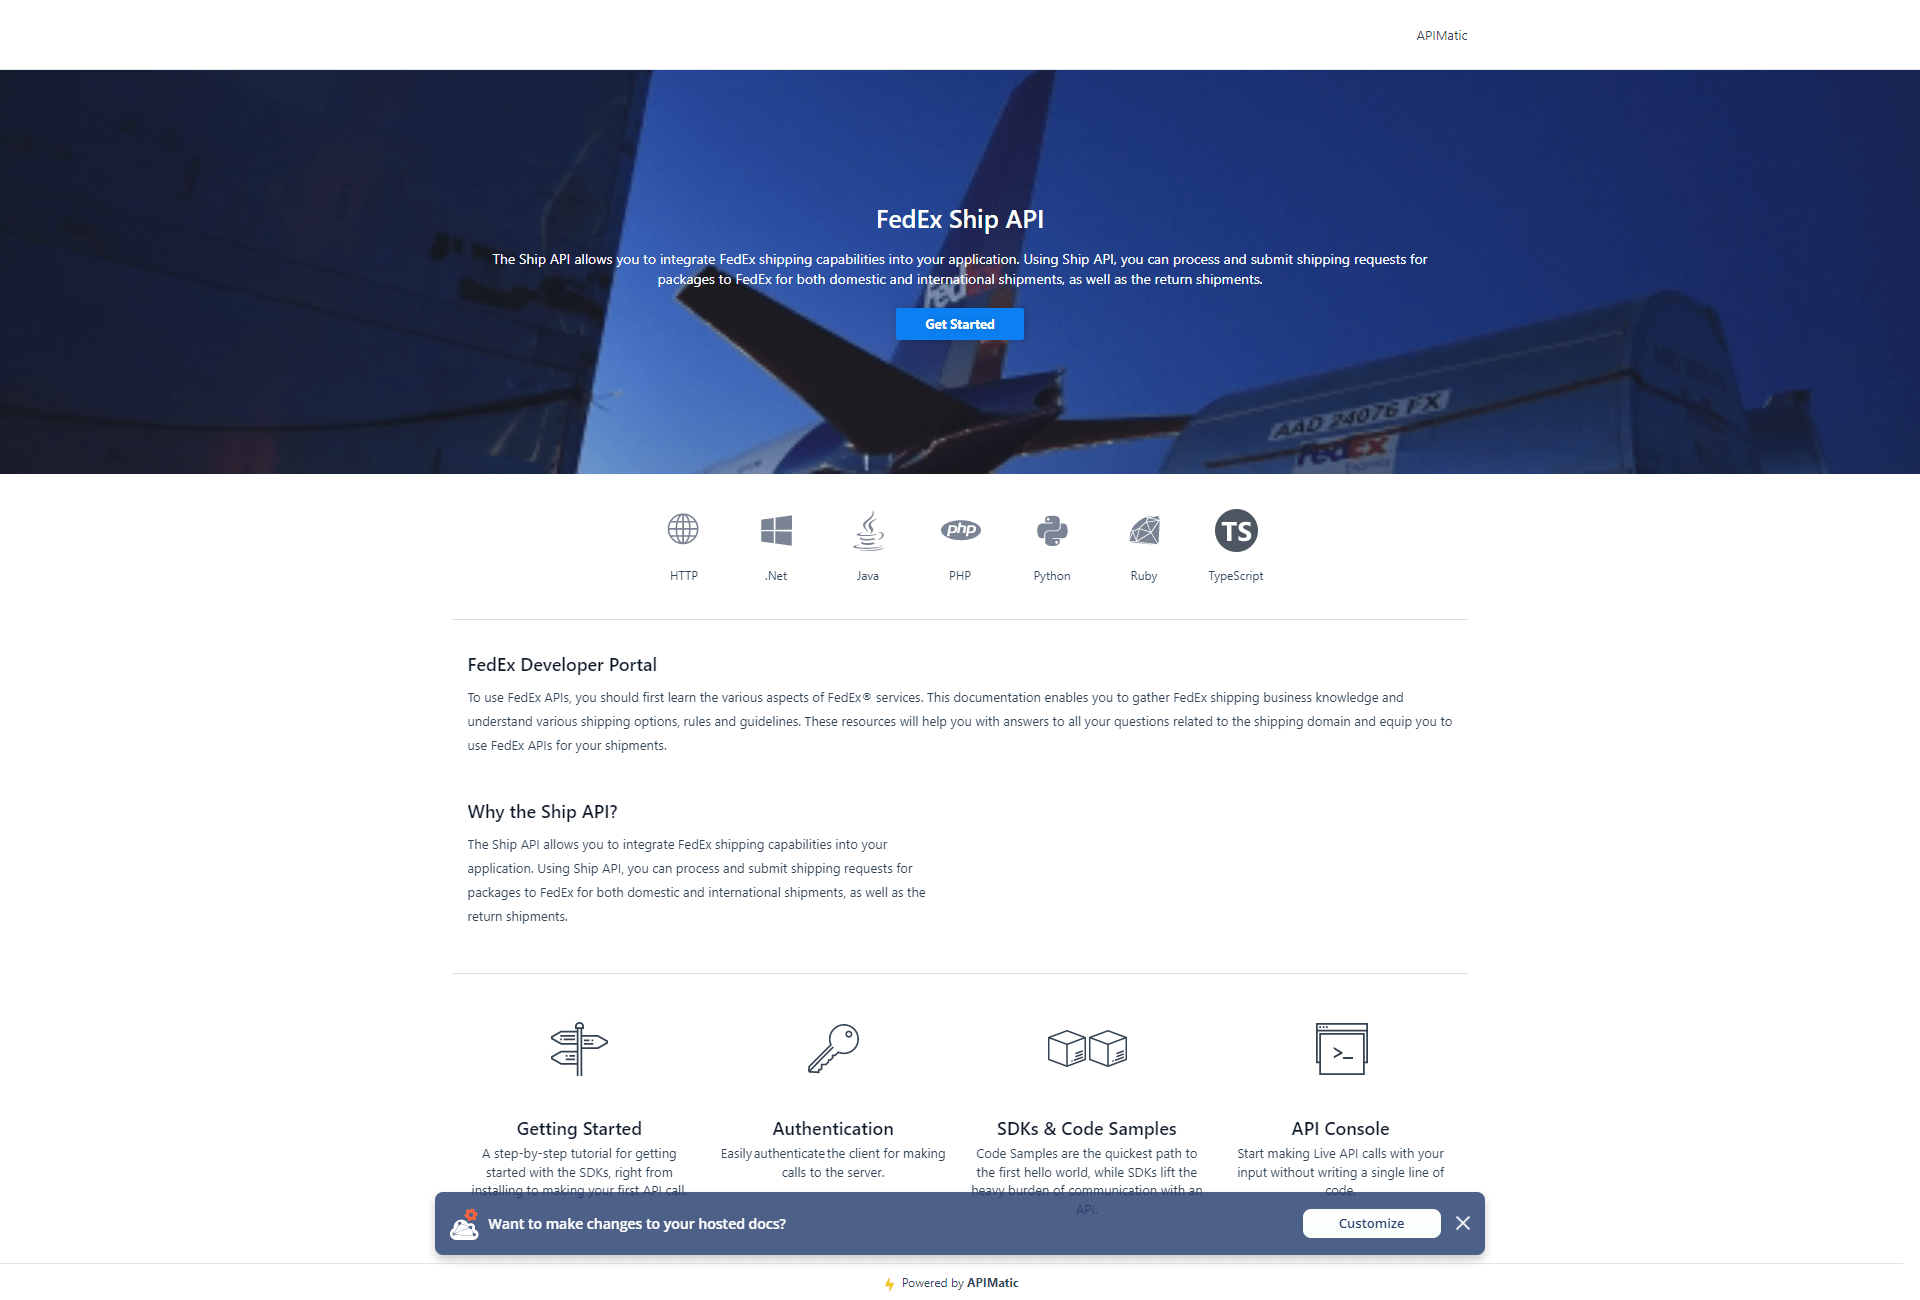 APIMatic
FedEx Ship API
The Ship API allows you to integrate FedEx shipping capabilities into your application. Using Ship API, you can process and submit shipping requests for
packages to FedEx for both domestic and international shipments, as well as the return shipments.
Get Started
AAD 24076 FX
FedEx
HTTP
.Net
Java
php
PHP
Python
Ruby
TS
TypeScript
FedEx Developer Portal
To use FedEx APIs, you should first learn the various aspects of FedEx® services. This documentation enables you to gather FedEx shipping business knowledge and
understand various shipping options, rules and guidelines. These resources will help you with answers to all your questions related to the shipping domain and equip you to
use FedEx APIs for your shipments.
Why the Ship API?
The Ship API allows you to integrate FedEx shipping capabilities into your
application. Using Ship API, you can process and submit shipping requests for
packages to FedEx for both domestic and international shipments, as well as the
return shipments.
Getting Started
A step-by-step tutorial for getting
started with the SDKs, right from
installing to making your first API call.
Authentication
Easily authenticate the client for making
calls to the server.
SDKs & Code Samples
Code Samples are the quickest path to
the first hello world, while SDKs lift the
heavy burden of communication with an
API.
API Console
Start making Live API calls with your
input without writing a single line of
code.
Want to make changes to your hosted docs?
Customize
Powered by APIMatic